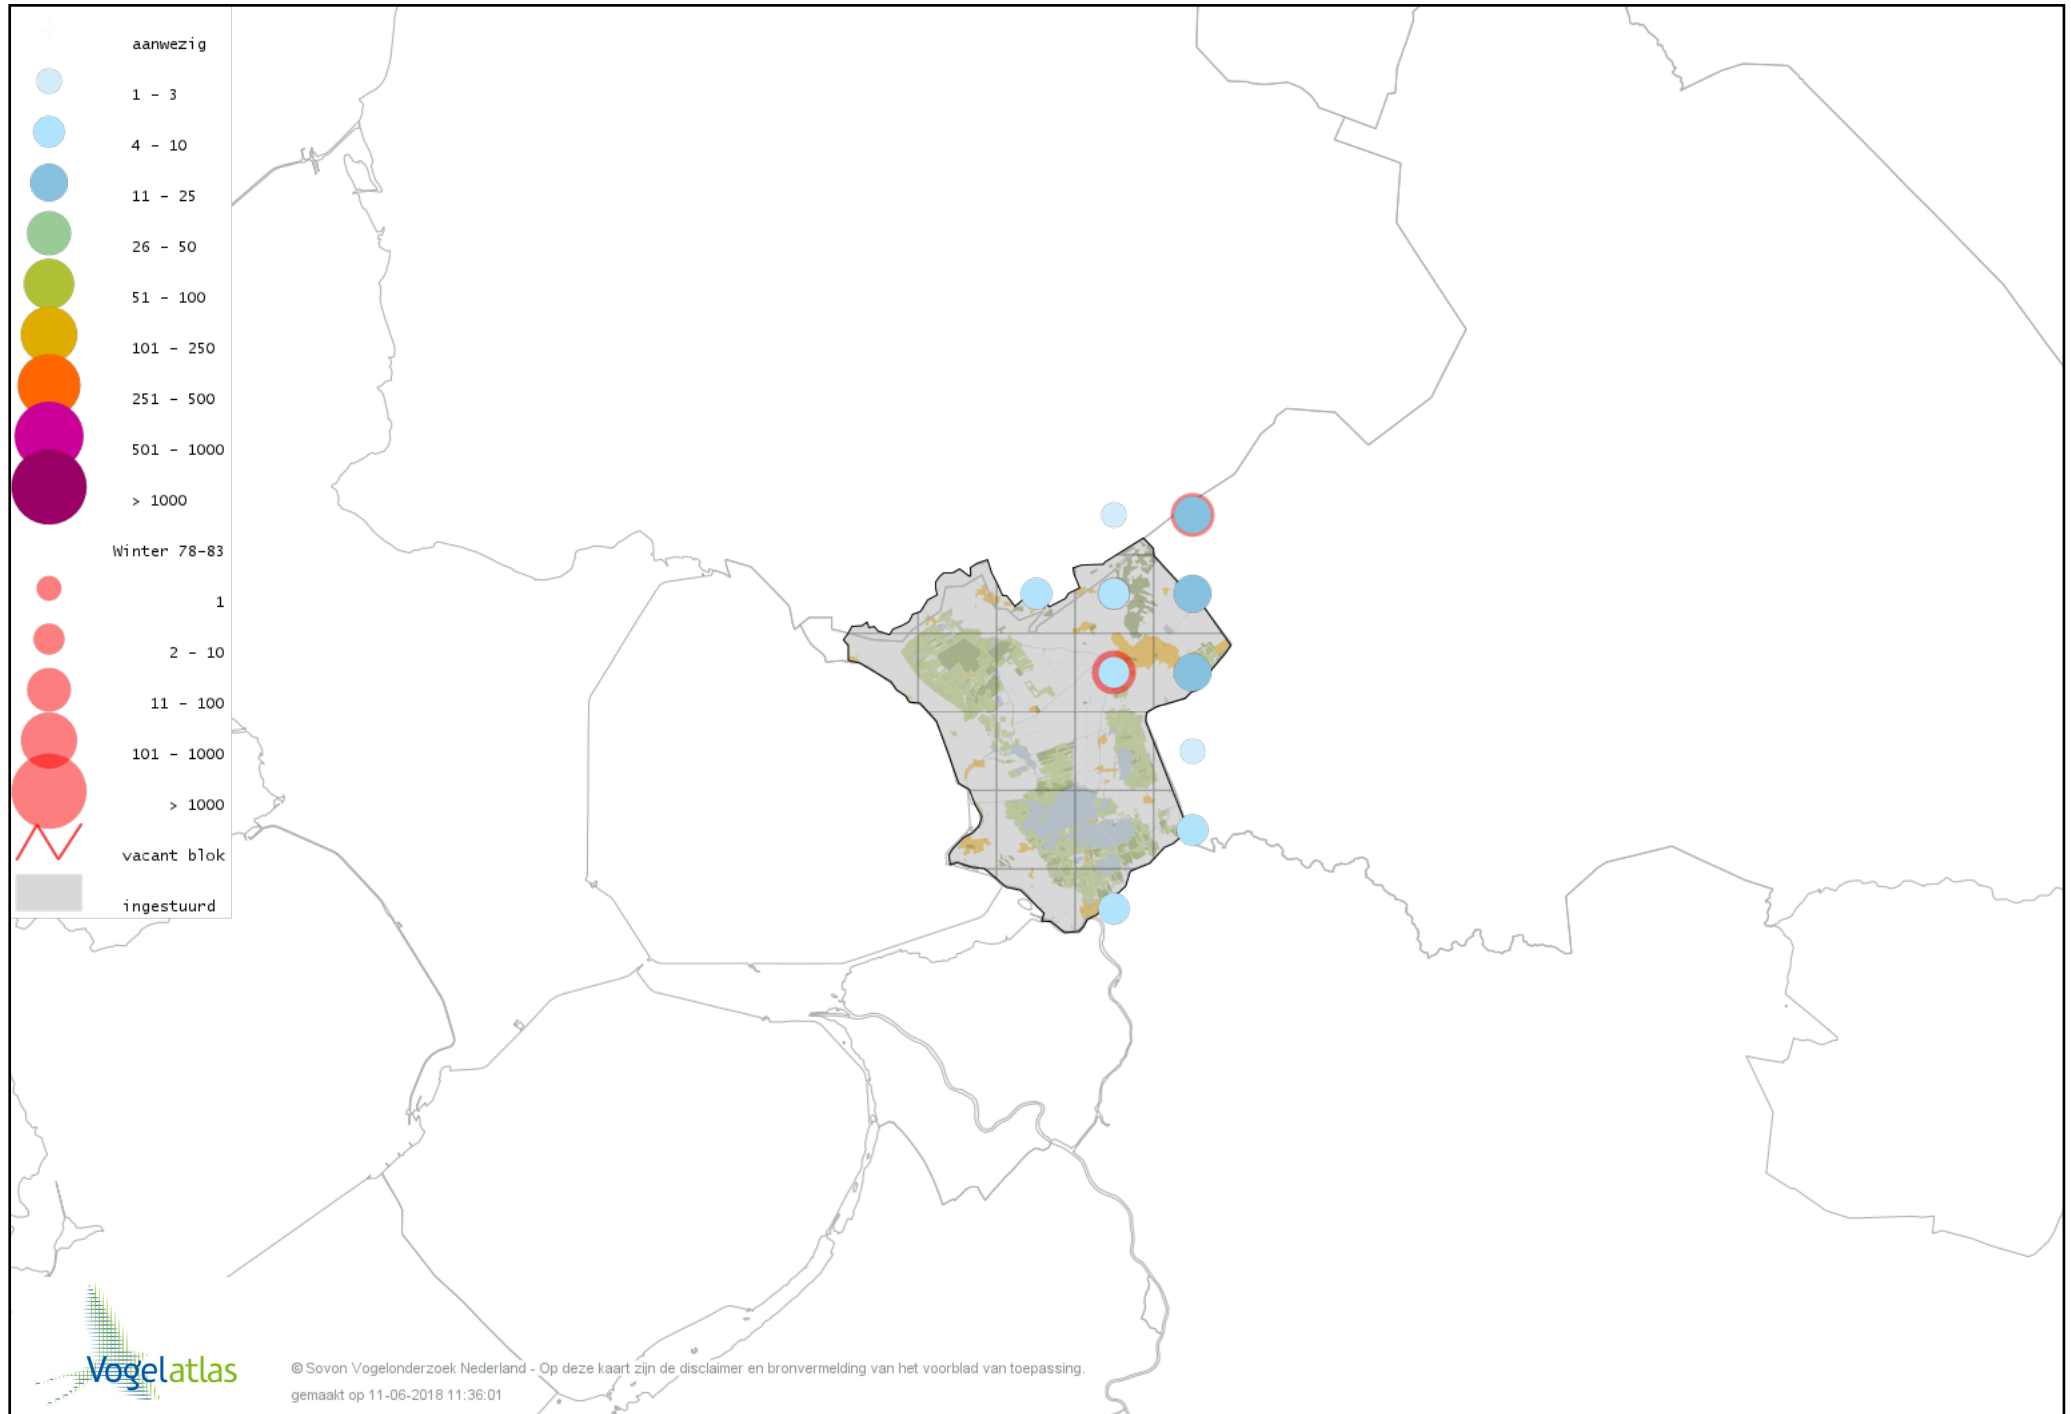 aanwezig
1 - 3
4 - 10
11 - 25
26 - 50
51 - 100
101 - 250
251 - 500
501 - 1000
> 1000
Winter 78-83
1
2 - 10
11 - 100
101 - 1000
> 1000
vacant blok
ingestuurd
Vogelatlas
© Sovon Vogelonderzoek Nederland - Op deze kaart zijn de disclaimer en bronvermelding van het voorblad van toepassing.
gemaakt op 11-06-2018 11:36:01